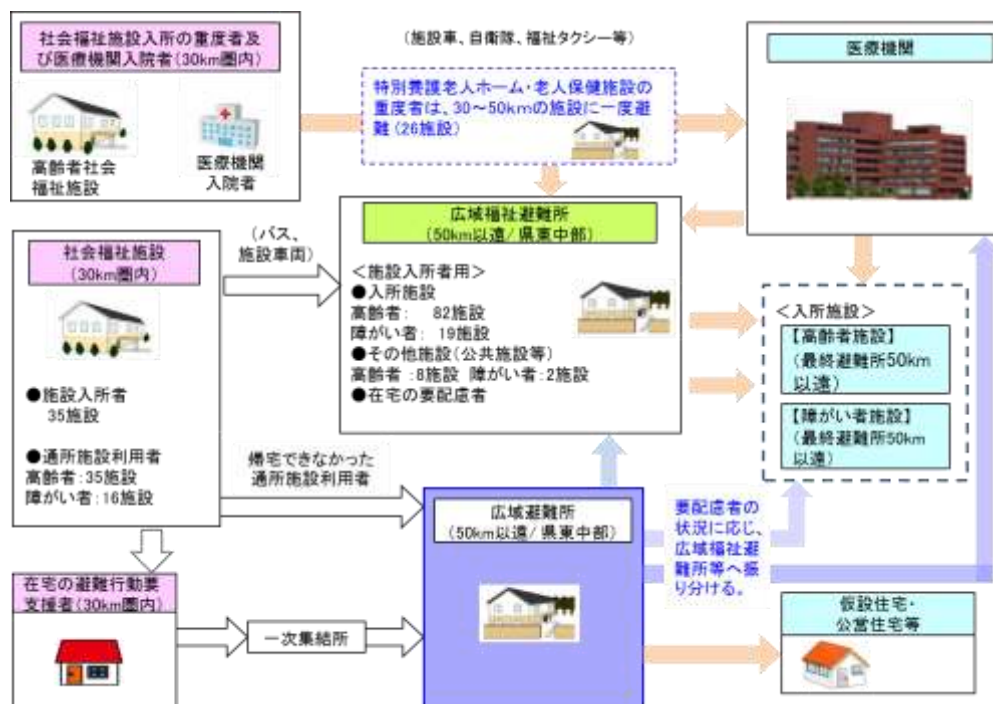 社会福祉施設入所の重度者及
び医療機関入院者(30km圏内)
高齢者社会
福祉施設
医療機関
入院者
(施設車、自衛隊、福祉タクシー等)
特別養護老人ホーム・老人保健施設の
重度者は、30～50kmの施設に一度避
難(26施設)
医療機関
社会福祉施設
(30km圏内)
●施設入所者
35施設
●通所施設利用者
高齢者:35施設
障がい者:16施設
(バス、
施設車両)
広域福祉避難所
(50km以遠/県東中部)
<施設入所者用>
●入所施設
高齢者: 82施設
障がい者: 19施設
●その他施設(公共施設等)
高齢者:8施設 障がい者:2施設
●在宅の要配慮者
<入所施設>
【高齢者施設】
(最終避難所50km
以遠)
【障がい者施設】
(最終避難所50km
以遠)
帰宅できなかった
通所施設利用者
広域避難所
(50km以遠/県東中部)
要配慮者の
状況に応じ、
広域福祉避
難所等へ振
り分ける。
在宅の避難行動要
支援者(30km圏内)
一次集結所
仮設住宅・
公営住宅等